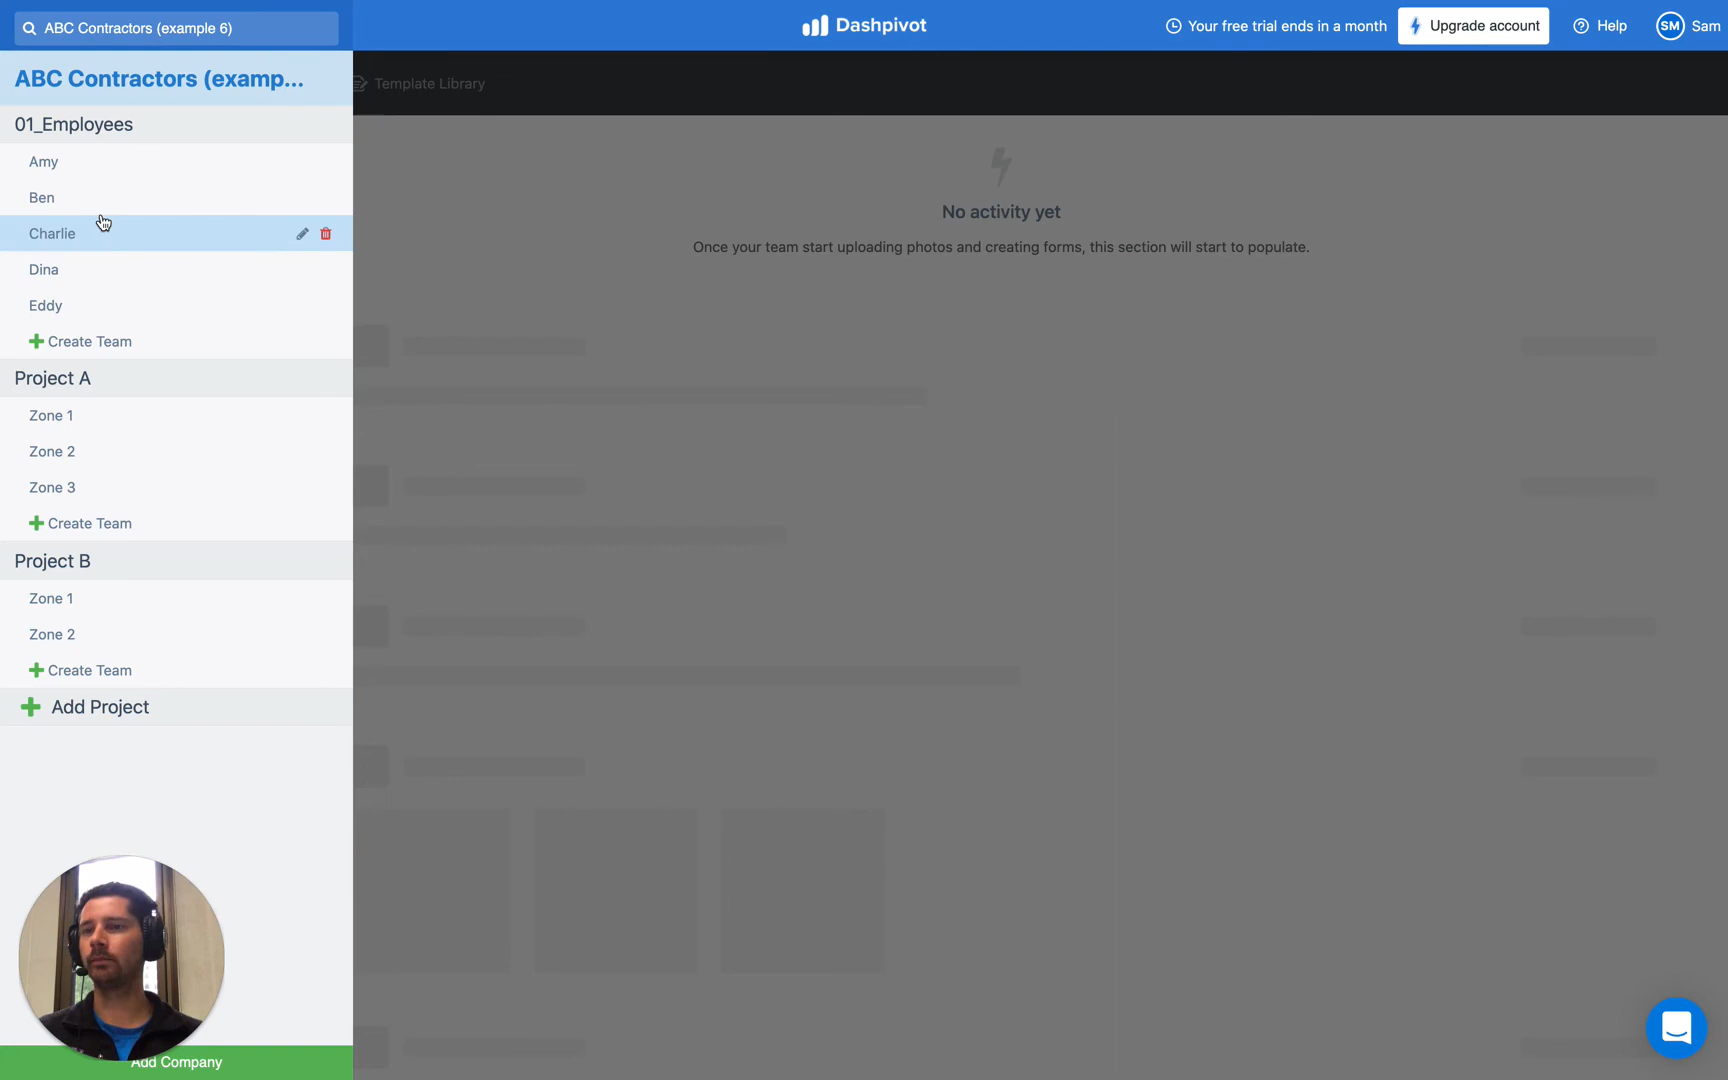 ABC Contractors (example 6)
Dashpivot
Your free trial ends in a month
Upgrade account
Help
SM
Sam
ABC Contractors (examp...
Template Library
01_Employees
Amy
Ben
Charlie
Dina
Eddy
Create Team
Project A
Zone 1
Zone 2
Zone 3
Create Team
Project B
Zone 1
Zone 2
Create Team
Add Project
No activity yet
Once your team start uploading photos and creating forms, this section will start to populate.
Add Company